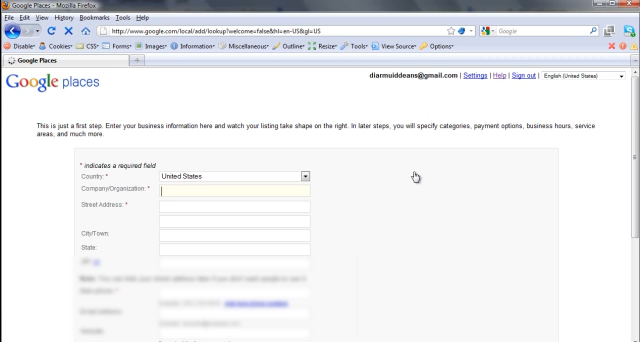 Google Places - Mozilla Firefox
File Edit View History Bookmarks Tools Help
http://www.google.com/local/add/lookup?welcome=false&hl=en-US&gl=US
Google
Disable Cookies CSS Forms Images Information Miscellaneous Outline Resize Tools View Source Options
Google Places
Google places
diarmuiddeans@gmail.com | Settings | Help | Sign out | English (United States)
This is just a first step. Enter your business information here and watch your listing take shape on the right. In later steps, you will specify categories, payment options, business hours, service
areas, and much more.
* indicates a required field
Country: * United States
Company/Organization: *
Street Address: *
City/Town:
State: